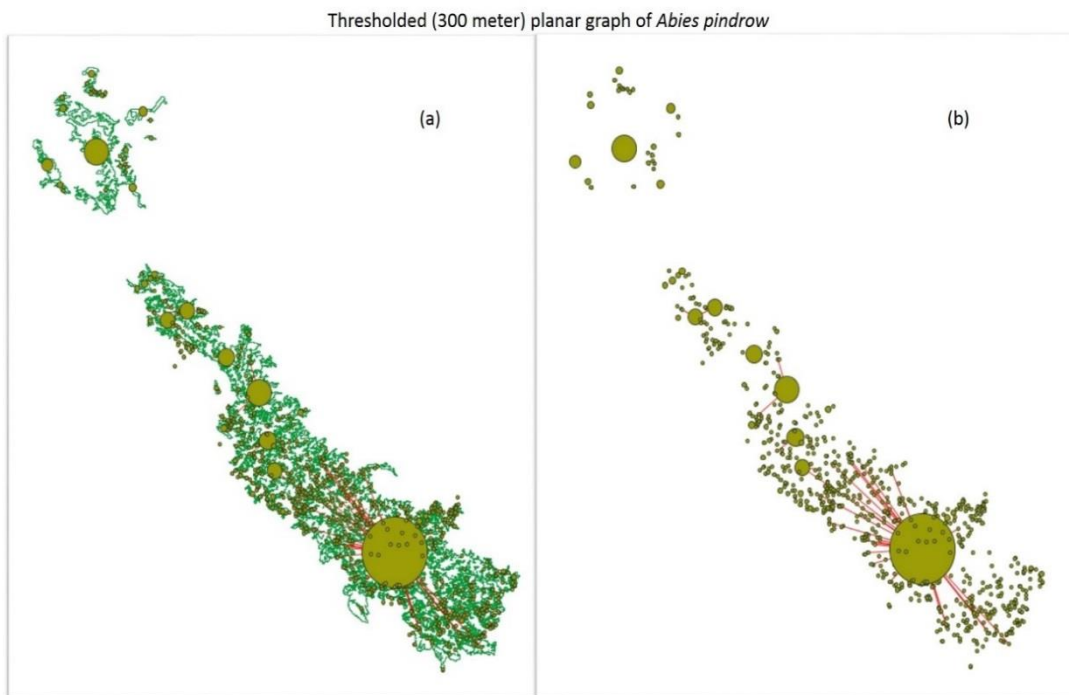 Thresholded (300 meter) planar graph of Abies pindrow
(a)
(b)